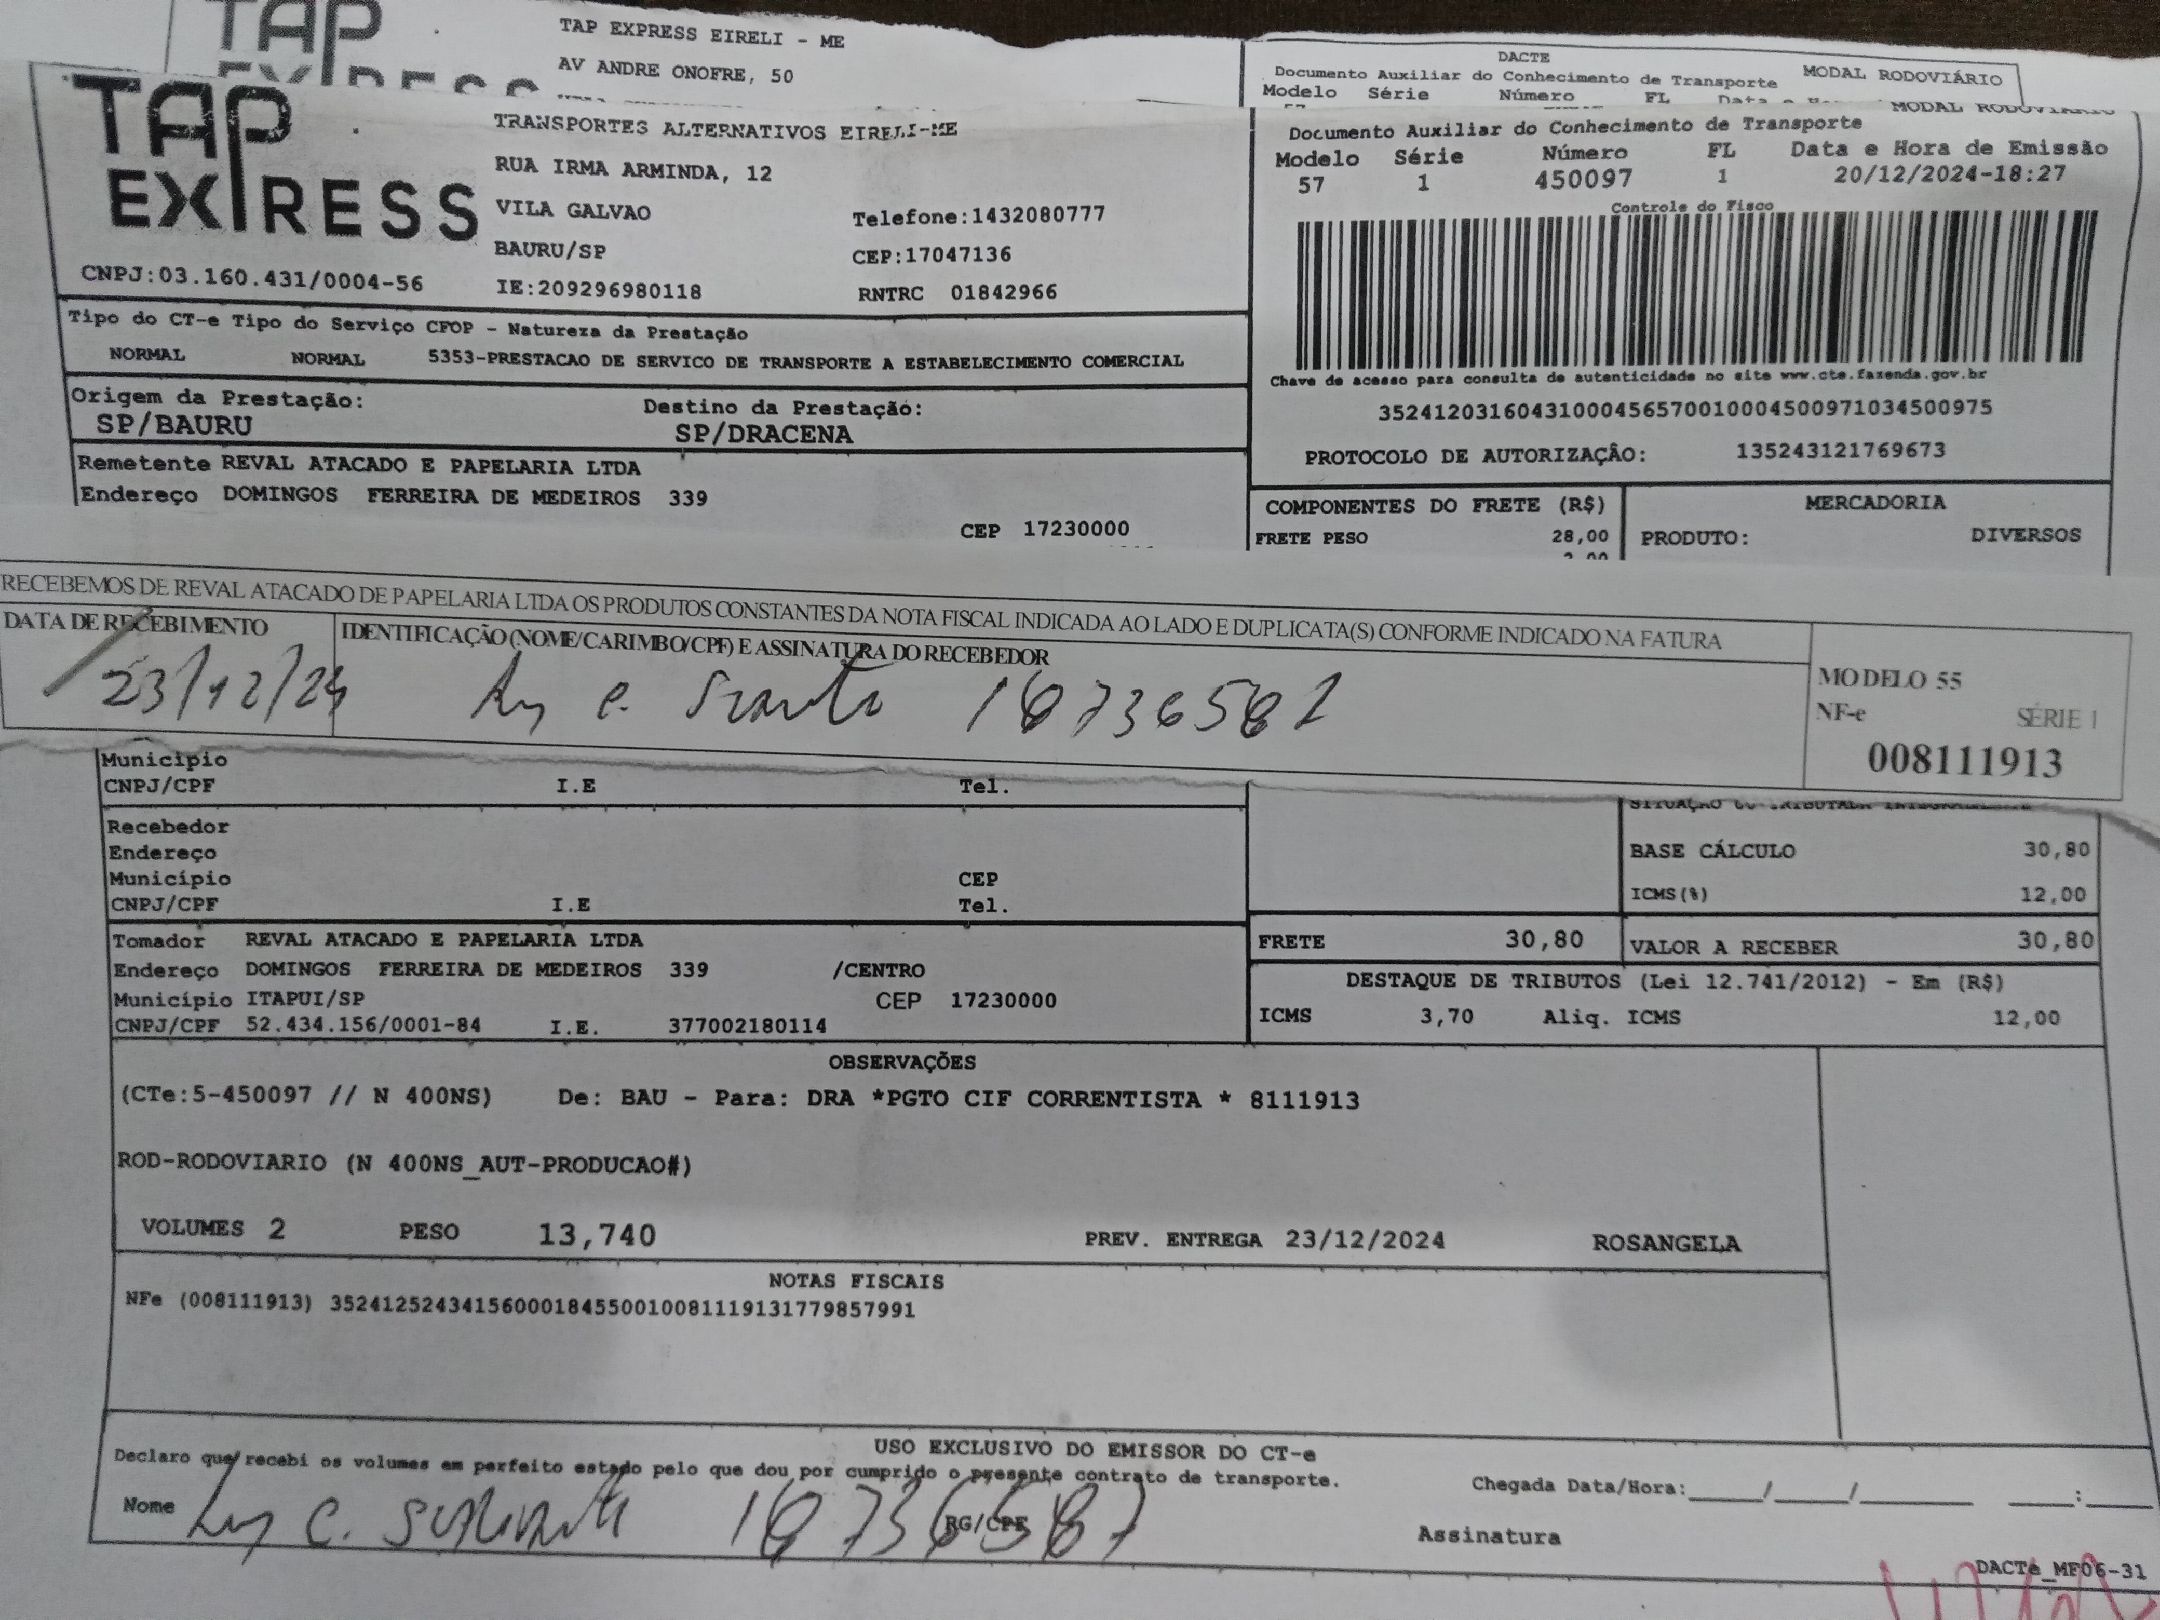 TAP
TAP EXPRESS EIRELI - ME
AV ANDRE ONOFRE, 50
DACTE
Documento Auxiliar do Conhecimento de Transporte
MODAL RODOVIÁRIO
Modelo Série Número FL
TAP
EXPRESS
CNPJ:03.160.431/0004-56
TRANSPORTES ALTERNATIVOS EIRELI-ME
RUA IRMA ARMINDA, 12
VILA GALVAO Telefone:1432080777
BAURU/SP CEP:17047136
IE:209296980118 RNTRC 01842966
MODAL RODOVIÁRIO
Documento Auxiliar do Conhecimento de Transporte
Modelo Série Número FL Data e Hora de Emissão
57 1 450097 1 20/12/2024-18:27
Controle do Fisco
Chave de acesso para consulta de autenticidade no site www.cte.fazenda.gov.br
35241203160431000456570010004500971034500975
PROTOCOLO DE AUTORIZAÇÂO: 135243121769673
Tipo do CT-e Tipo do Serviço CFOP - Natureza da Prestação
NORMAL NORMAL 5353-PRESTACAO DE SERVICO DE TRANSPORTE A ESTABELECIMENTO COMERCIAL
Origem da Prestação: Destino da Prestação:
SP/BAURU SP/DRACENA
Remetente REVAL ATACADO E PAPELARIA LTDA
Endereço DOMINGOS FERREIRA DE MEDEIROS 339
CEP 17230000
COMPONENTES DO FRETE (R$) MERCADORIA
FRETE PESO 28,00 PRODUTO: DIVERSOS
RECEBEMOS DE REVAL ATACADO DE PAPELARIA LTDA OS PRODUTOS CONSTANTES DA NOTA FISCAL INDICADA AO LADO E DUPLICATA(S) CONFORME INDICADO NA FATURA
DATA DE RECEBIMENTO IDENTIFICAÇÃO (NOME/CARIMBO/CPF) E ASSINATURA DO RECEBEDOR
23/12/24
MODELO 55
NF-e SÉRIE 1
008111913
Município
CNPJ/CPF I.E Tel.
Recebedor
Endereço
Município CEP
CNPJ/CPF I.E Tel.
BASE CÁLCULO 30,80
ICMS(%) 12,00
Tomador REVAL ATACADO E PAPELARIA LTDA
Endereço DOMINGOS FERREIRA DE MEDEIROS 339 /CENTRO
Município ITAPUI/SP CEP 17230000
CNPJ/CPF 52.434.156/0001-84 I.E. 377002180114
FRETE 30,80 VALOR A RECEBER 30,80
DESTAQUE DE TRIBUTOS (Lei 12.741/2012) - Em (R$)
ICMS 3,70 Aliq. ICMS 12,00
OBSERVAÇÕES
(CTe:5-450097 // N 400NS) De: BAU - Para: DRA *PGTO CIF CORRENTISTA * 8111913
ROD-RODOVIARIO (N 400NS_AUT-PRODUCAO#)
VOLUMES 2 PESO 13,740 PREV. ENTREGA 23/12/2024 ROSANGELA
NOTAS FISCAIS
NFe (008111913) 35241252434156000184550010081119131779857991
USO EXCLUSIVO DO EMISSOR DO CT-e
Declaro que recebi os volumes em perfeito estado pelo que dou por cumprido o presente contrato de transporte.
Chegada Data/Hora:____/____/______ ____:____
Nome RG/CPF
Assinatura
DACTe_MF06-31